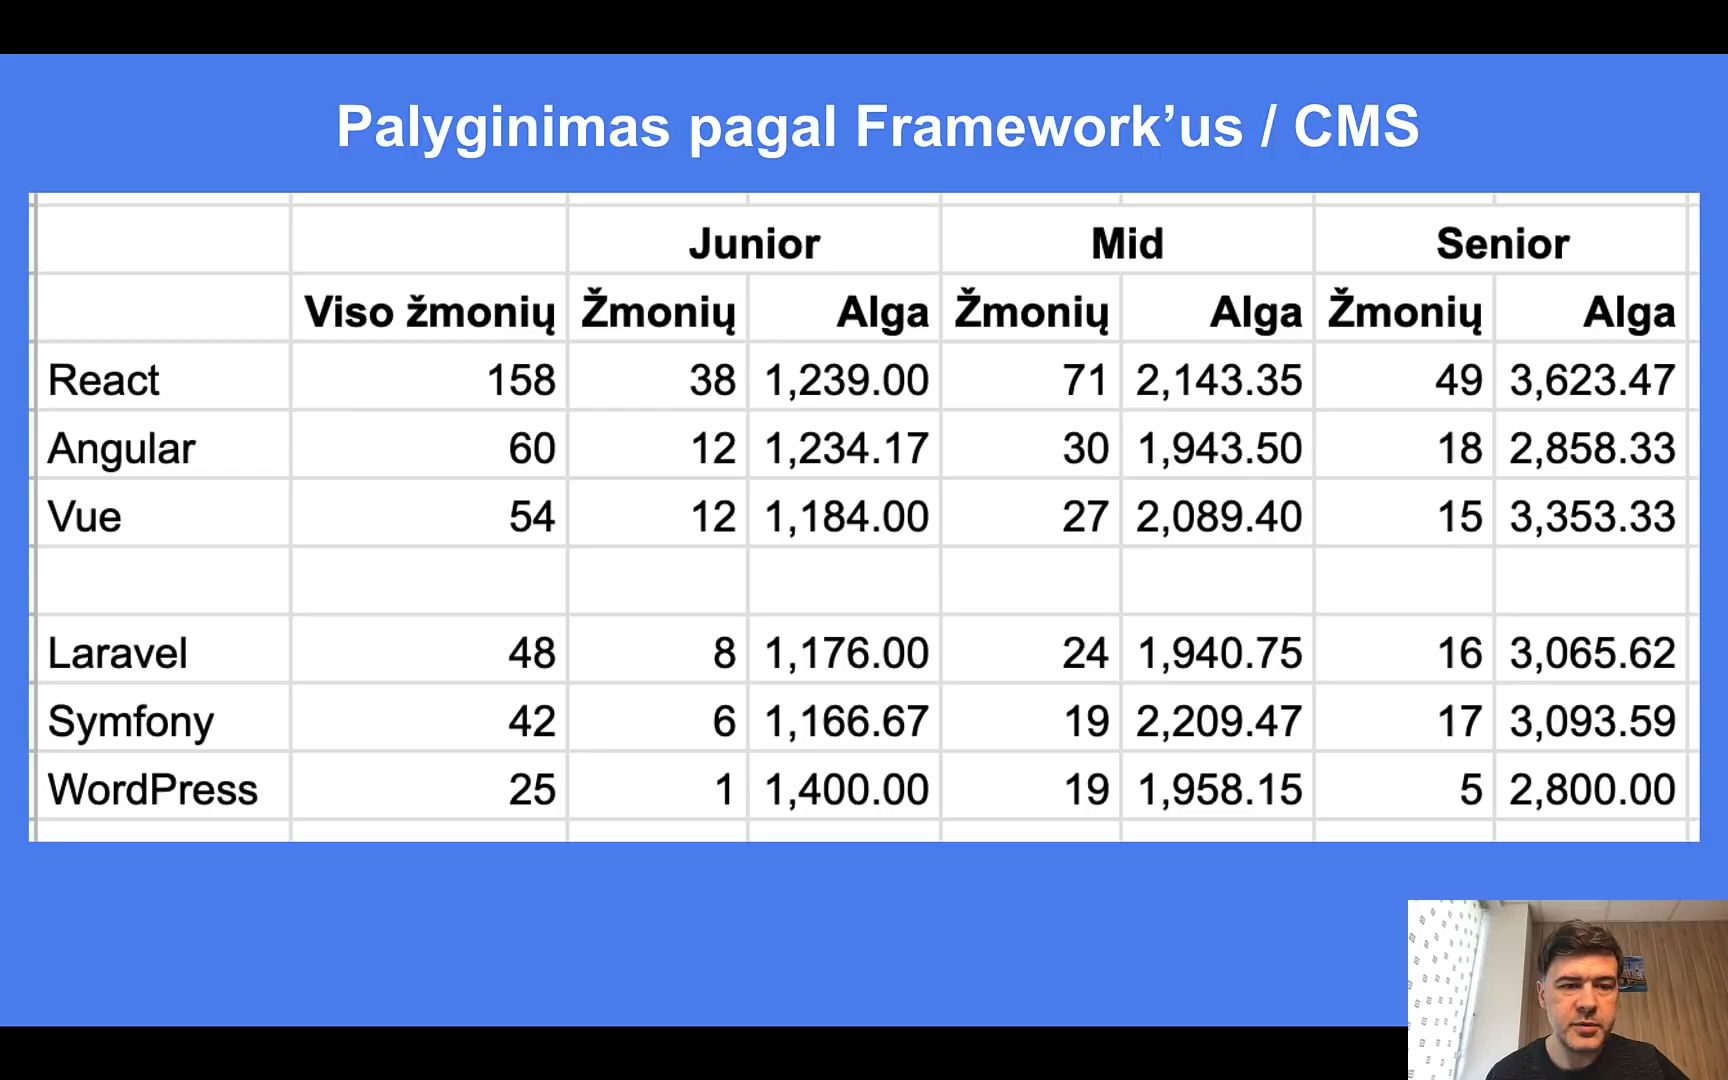 Palyginimas pagal Framework’us / CMS
Junior Mid Senior
Viso žmonių Žmonių Alga Žmonių Alga Žmonių Alga
React 158 38 1,239.00 71 2,143.35 49 3,623.47
Angular 60 12 1,234.17 30 1,943.50 18 2,858.33
Vue 54 12 1,184.00 27 2,089.40 15 3,353.33
Laravel 48 8 1,176.00 24 1,940.75 16 3,065.62
Symfony 42 6 1,166.67 19 2,209.47 17 3,093.59
WordPress 25 1 1,400.00 19 1,958.15 5 2,800.00